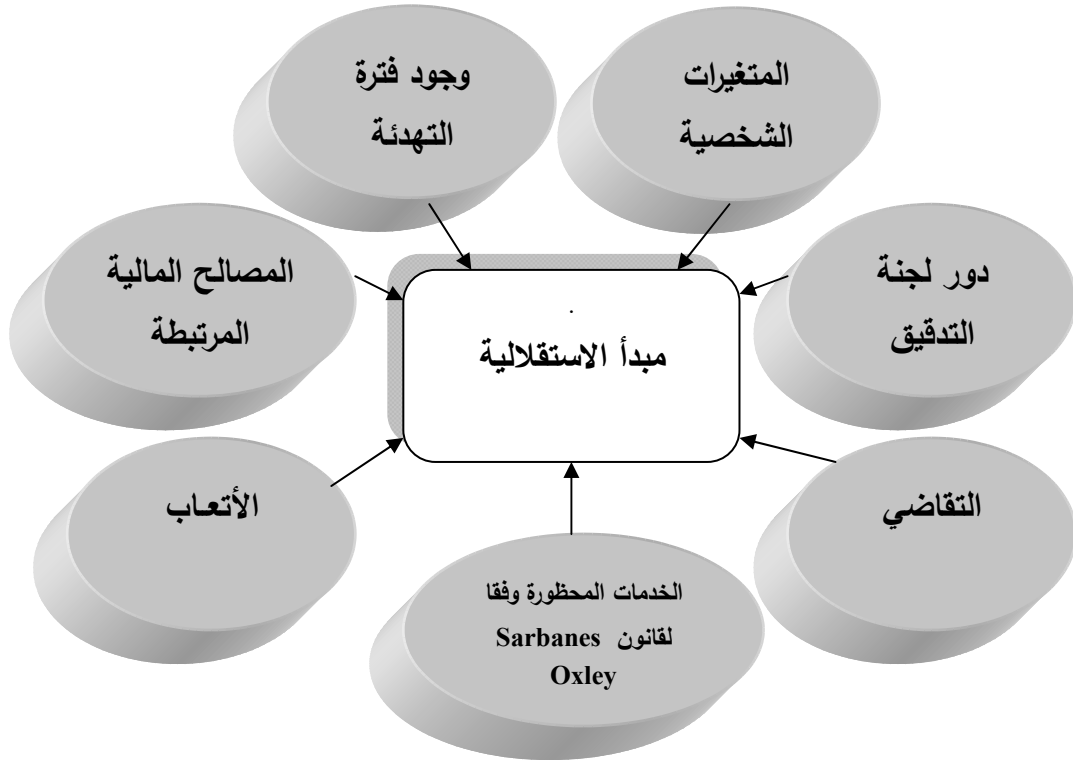 المتغيرات
الشخصية
وجود فترة
التهدئة
دور لجنة
التدقيق
المصالح المالية
المرتبطة
.
مبدأ الاستقلالية
التقاضي
الأتعـاب
الخدمات المحظورة وفقا
لقانون Sarbanes
Oxley